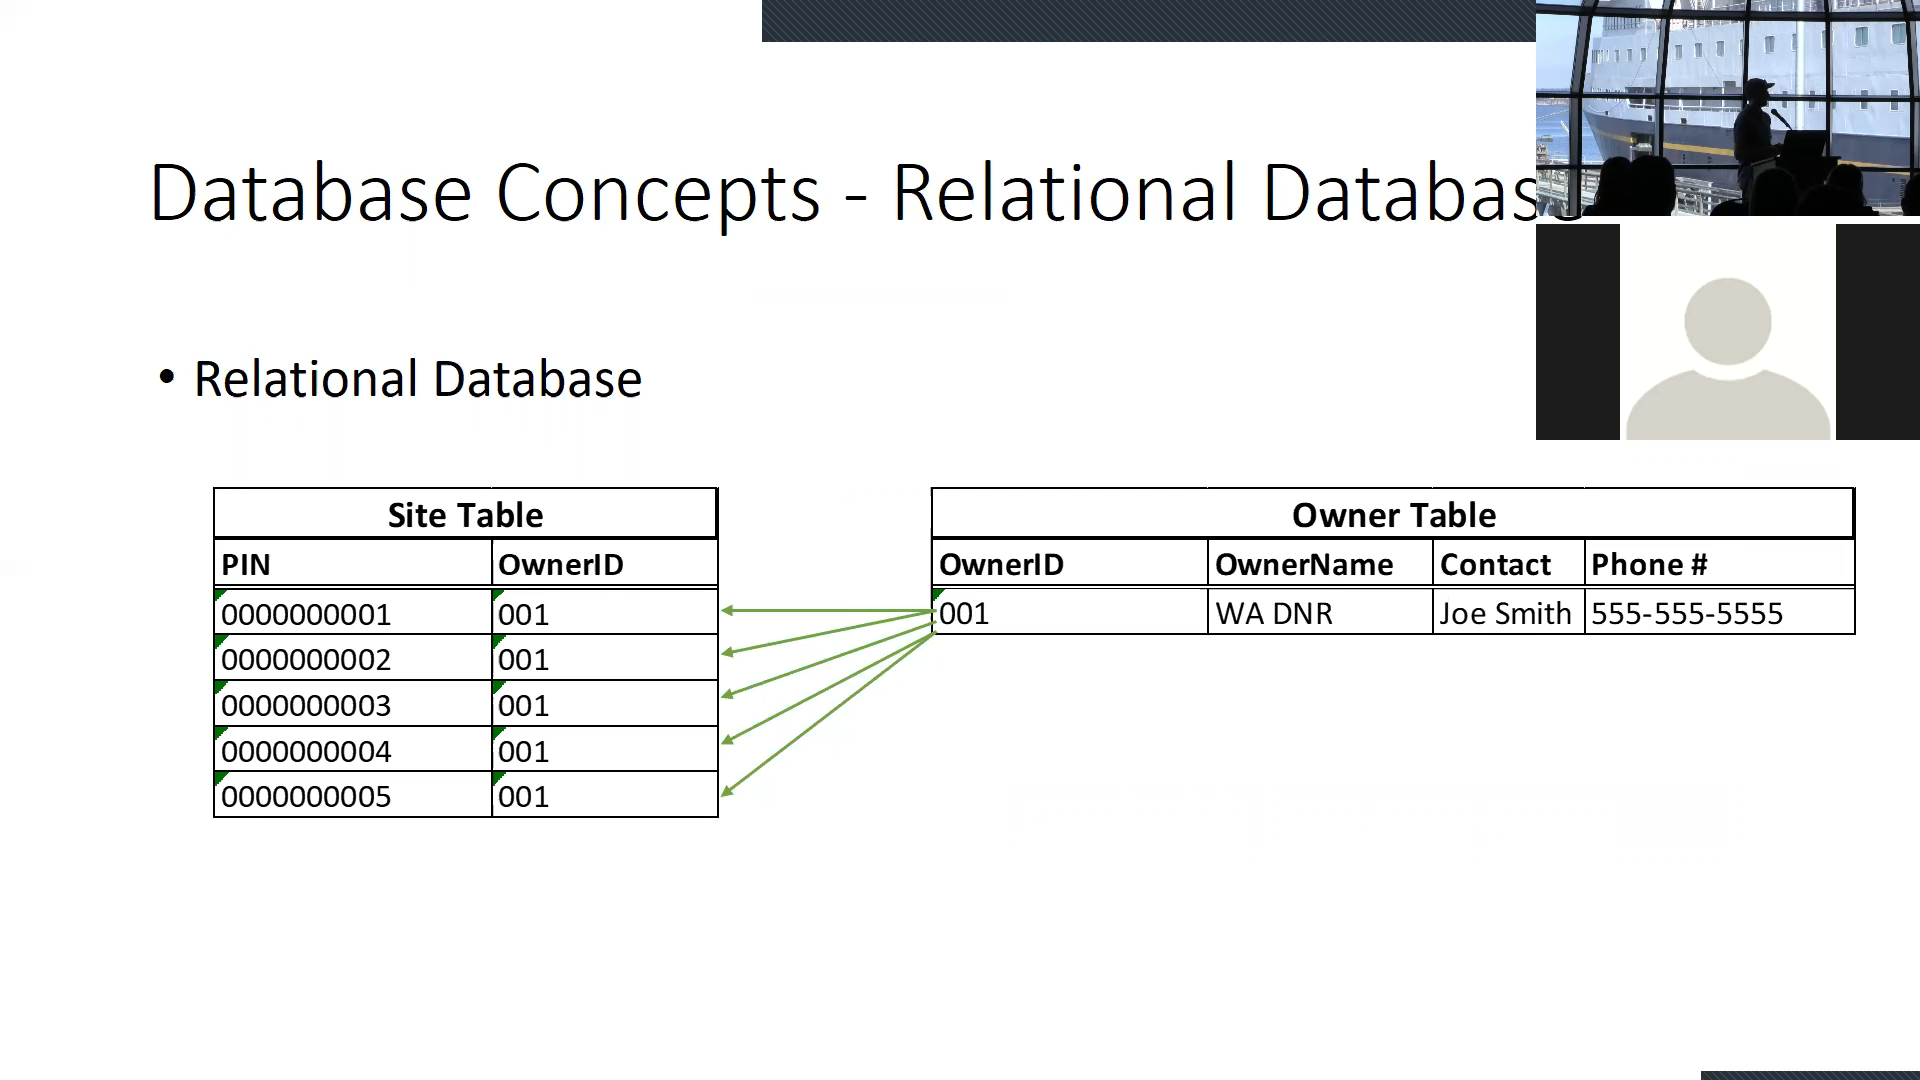 Database Concepts - Relational Databas
• Relational Database
Site Table
PIN OwnerID
0000000001 001
0000000002 001
0000000003 001
0000000004 001
0000000005 001
Owner Table
OwnerID OwnerName Contact Phone #
001 WA DNR Joe Smith 555-555-5555